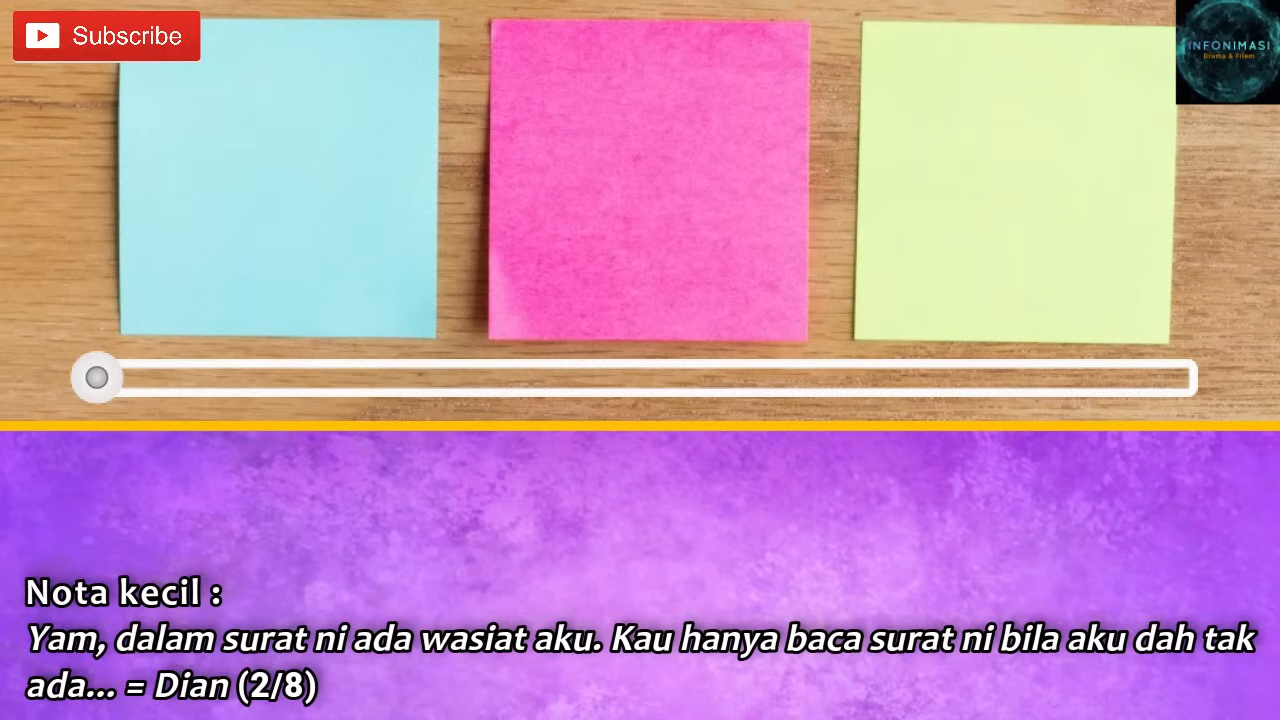 Subscribe
INFONIMASI
Drama & Filem
Nota kecil :
Yam, dalam surat ni ada wasiat aku. Kau hanya baca surat ni bila aku dah tak
ada... = Dian (2/8)